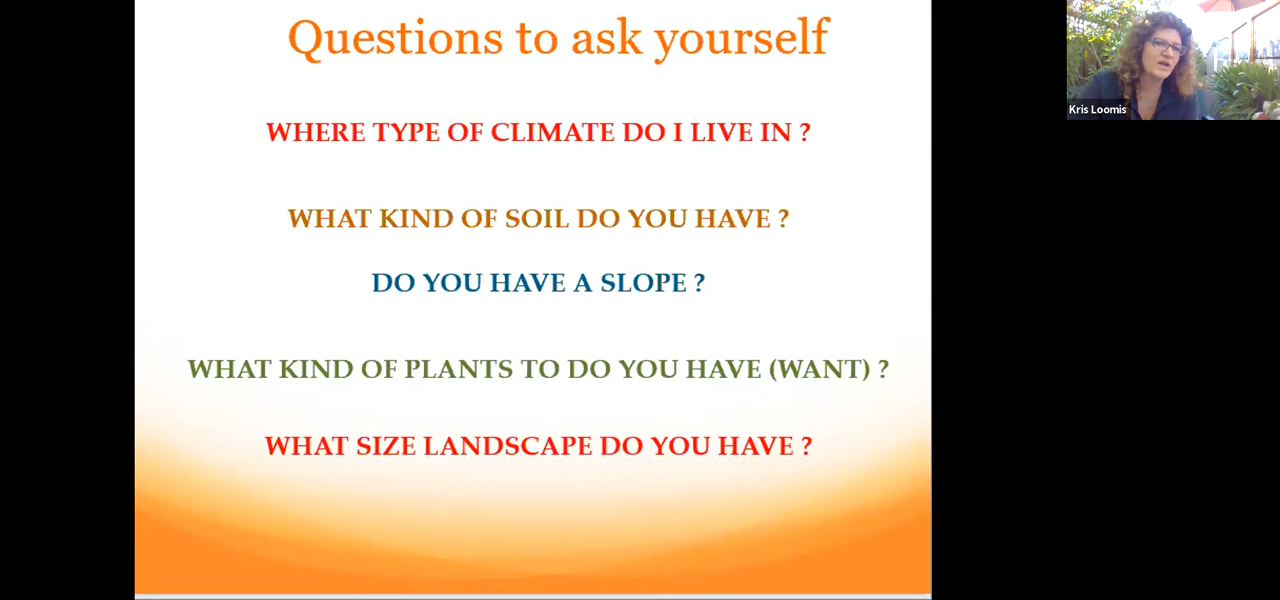 Questions to ask yourself
WHERE TYPE OF CLIMATE DO I LIVE IN ?
WHAT KIND OF SOIL DO YOU HAVE ?
DO YOU HAVE A SLOPE ?
WHAT KIND OF PLANTS TO DO YOU HAVE (WANT) ?
WHAT SIZE LANDSCAPE DO YOU HAVE ?
Kris Loomis